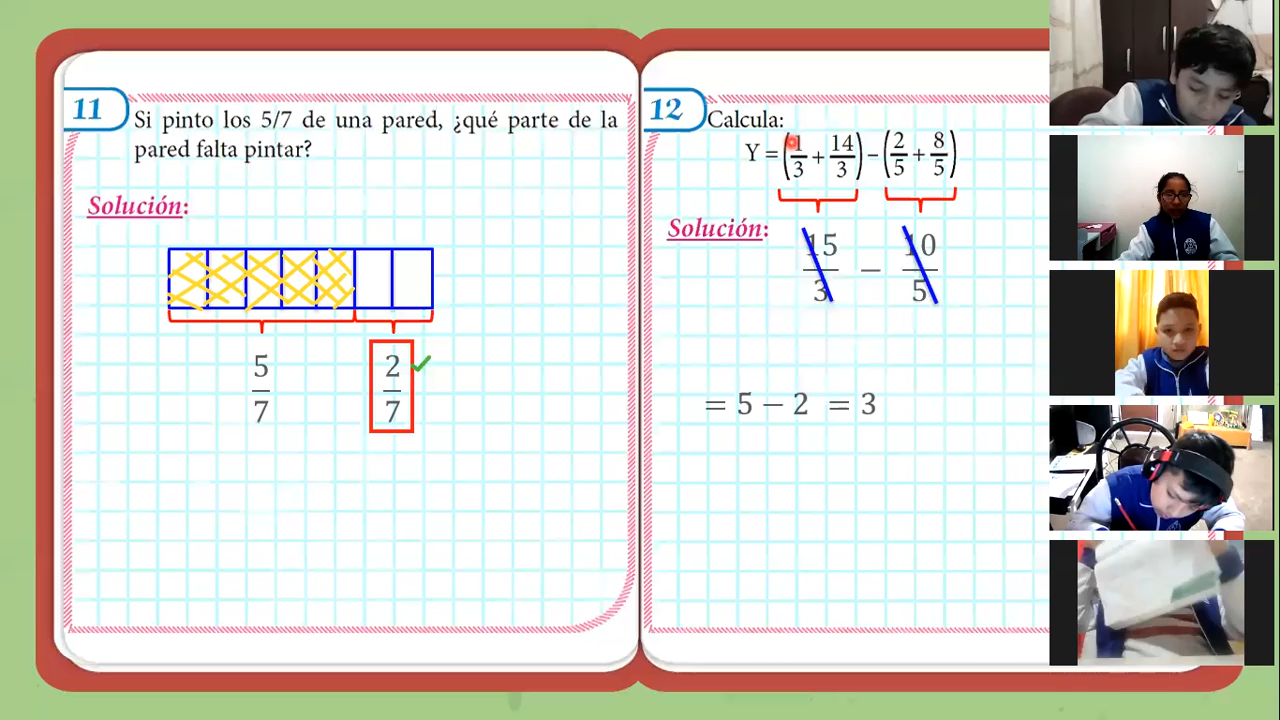 11
Si pinto los 5/7 de una pared, ¿qué parte de la
pared falta pintar?
Solución:
5/7 2/7
12
Calcula:
Y = (1/3 + 14/3) − (2/5 + 8/5)
Solución:
15/3 − 10/5
= 5 − 2 = 3